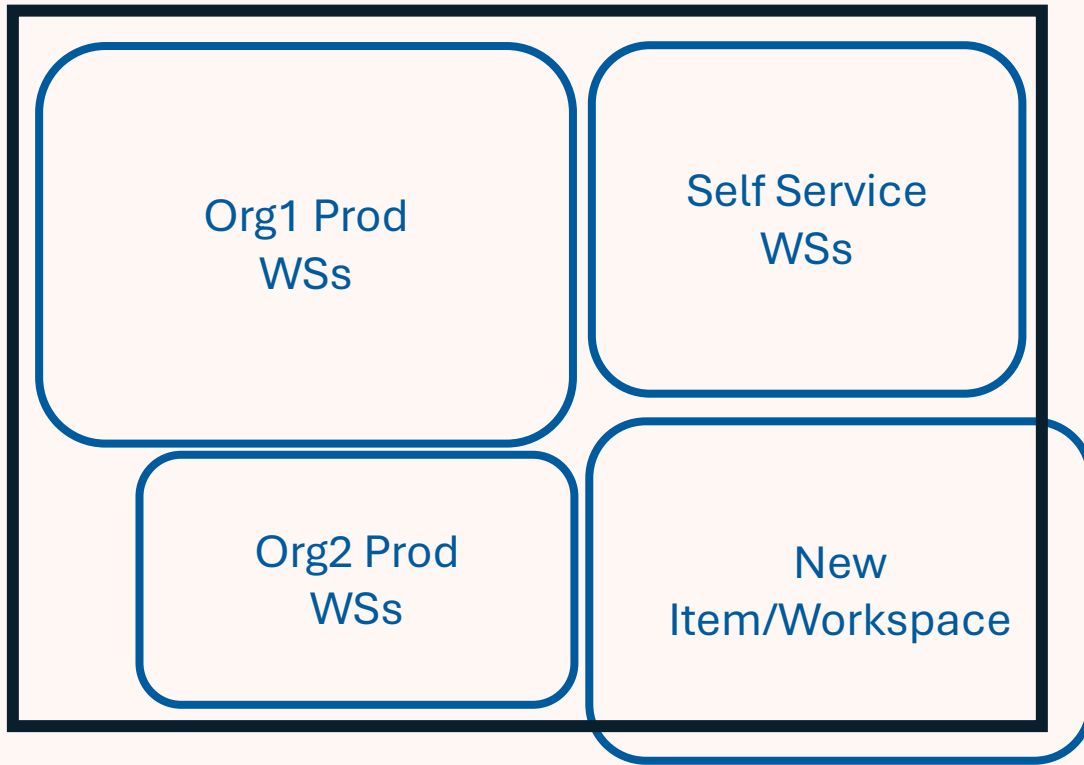 Org1 Prod
WSs
Self Service
WSs
Org2 Prod
WSs
New
Item/Workspace